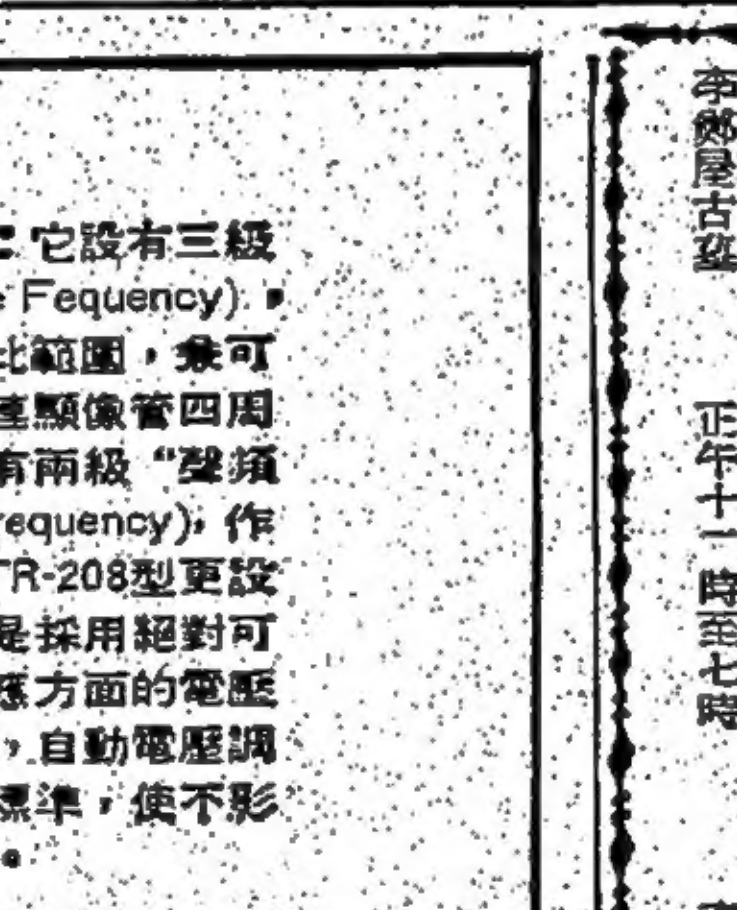 它設有三級
Fequency),
比範圍,兼可
顯像管四周
有兩級“聲頻
requency),作
TR-208型更設
是採用絕對可
應方面的電壓
,自動電壓調
準,使不影
。
李鄭屋古墓
正午十一時至七時